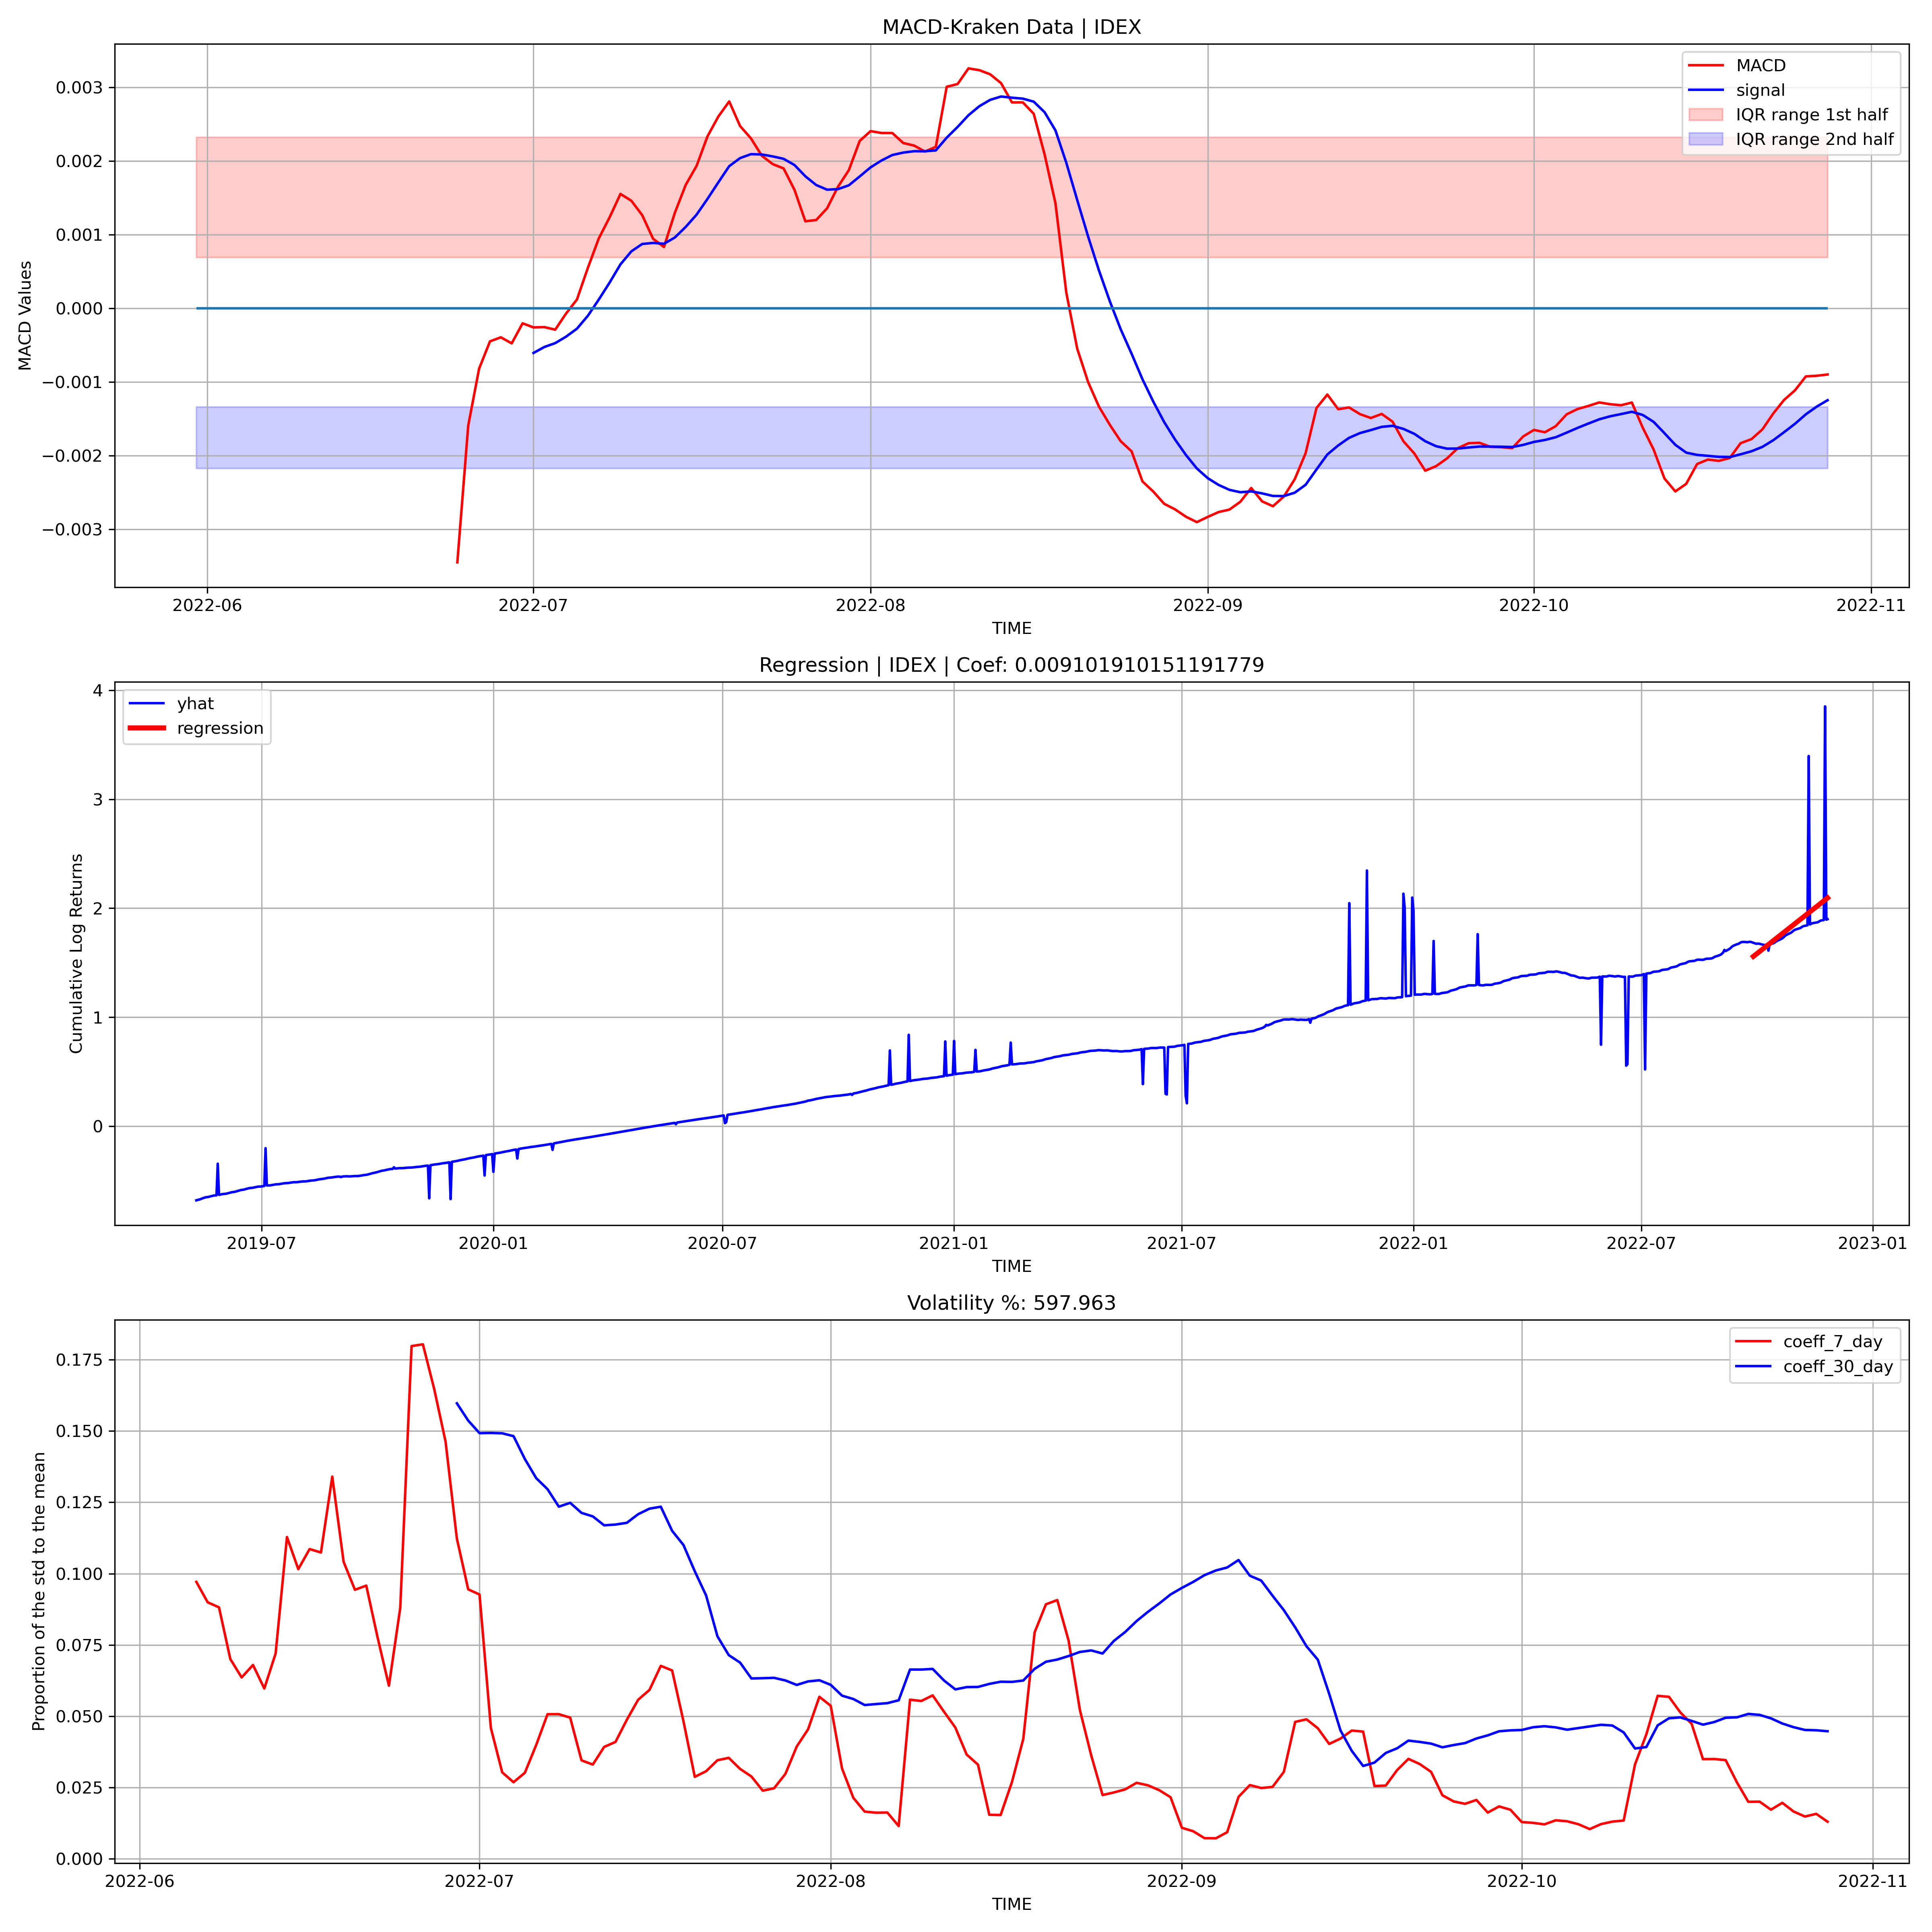 MACD-Kraken Data | IDEX
MACD
signal
IQR range 1st half
IQR range 2nd half
MACD Values
0.003
0.002
0.001
0.000
−0.001
−0.002
−0.003
2022-06
2022-07
2022-08
2022-09
2022-10
2022-11
TIME
Regression | IDEX | Coef: 0.009101910151191779
yhat
regression
Cumulative Log Returns
4
3
2
1
0
2019-07
2020-01
2020-07
2021-01
2021-07
2022-01
2022-07
2023-01
TIME
Volatility %: 597.963
coeff_7_day
coeff_30_day
Proportion of the std to the mean
0.175
0.150
0.125
0.100
0.075
0.050
0.025
0.000
2022-06
2022-07
2022-08
2022-09
2022-10
2022-11
TIME